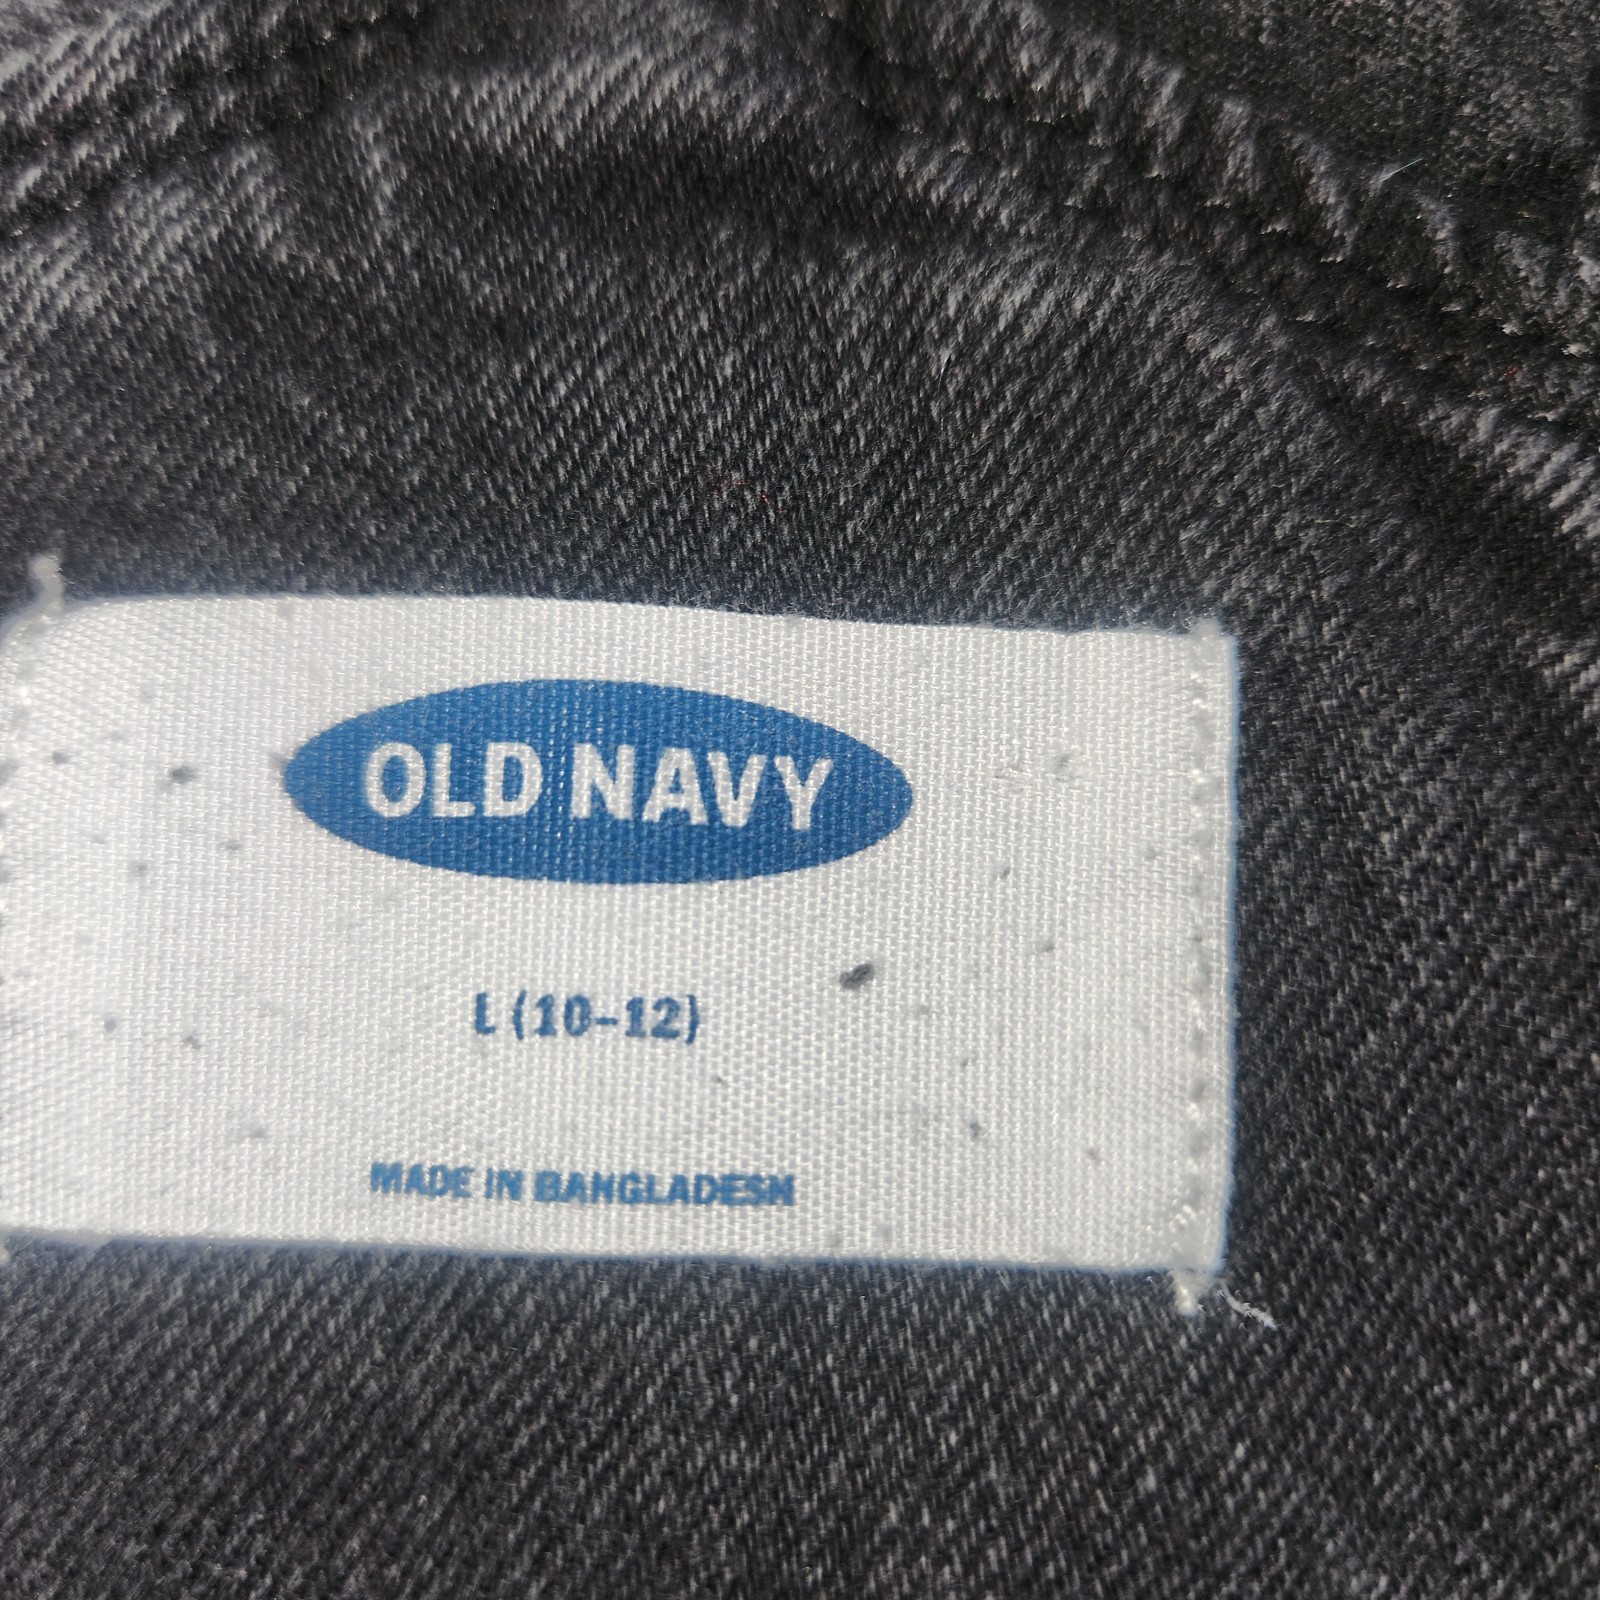 OLD NAVY
L (10-12)
MADE IN BANGLADESH